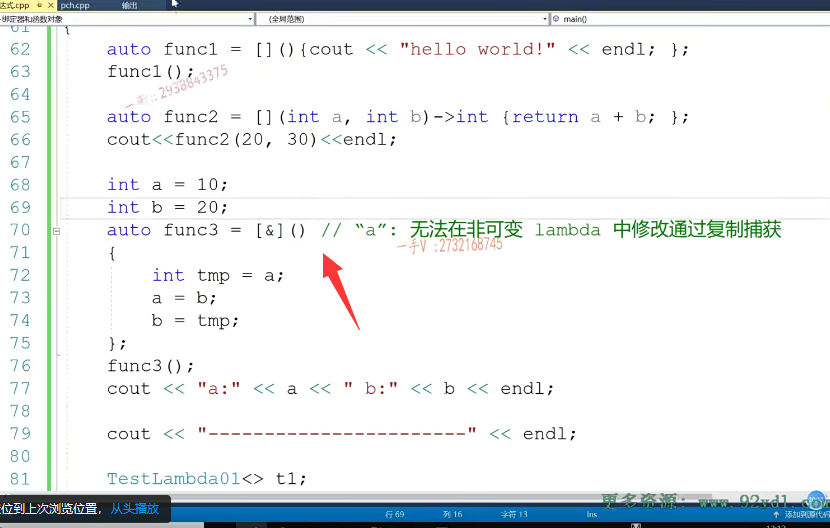 达式.cpp pch.cpp 输出
绑定器和函数对象 (全局范围) main()
61 {
62 auto func1 = [](){cout << "hello world!" << endl; };
63 func1();
64
65 auto func2 = [](int a, int b)->int {return a + b; };
66 cout<<func2(20, 30)<<endl;
67
68 int a = 10;
69 int b = 20;
70 auto func3 = [&]() // “a”: 无法在非可变 lambda 中修改通过复制捕获
71 {
72 int tmp = a;
73 a = b;
74 b = tmp;
75 };
76 func3();
77 cout << "a:" << a << " b:" << b << endl;
78
79 cout << "-----------------------" << endl;
80
81 TestLambda01<> t1;
2938843375
一手V :2732168745
更多资源: www.92ydl.com
位到上次浏览位置，从头播放
行 69 列 16 字符 13 Ins 添加到源代码